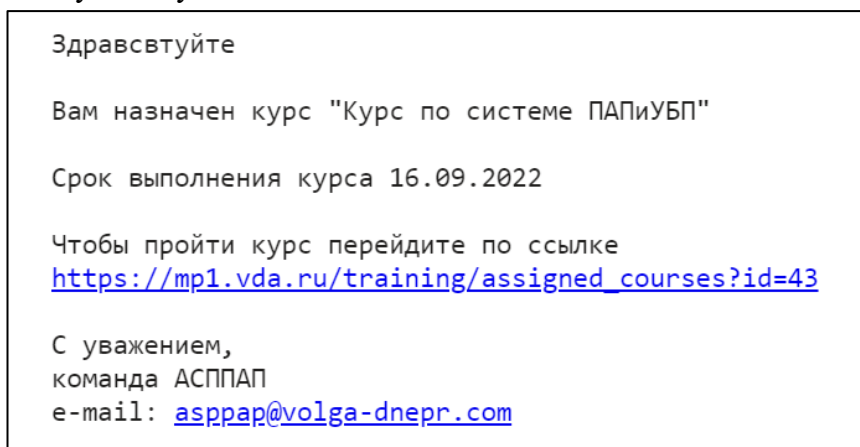 Здравсвтуйте
Вам назначен курс "Курс по системе ПАПиУБП"
Срок выполнения курса 16.09.2022
Чтобы пройти курс перейдите по ссылке
https://mp1.vda.ru/training/assigned_courses?id=43
С уважением,
команда АСППАП
e-mail: asppap@volga-dnepr.com